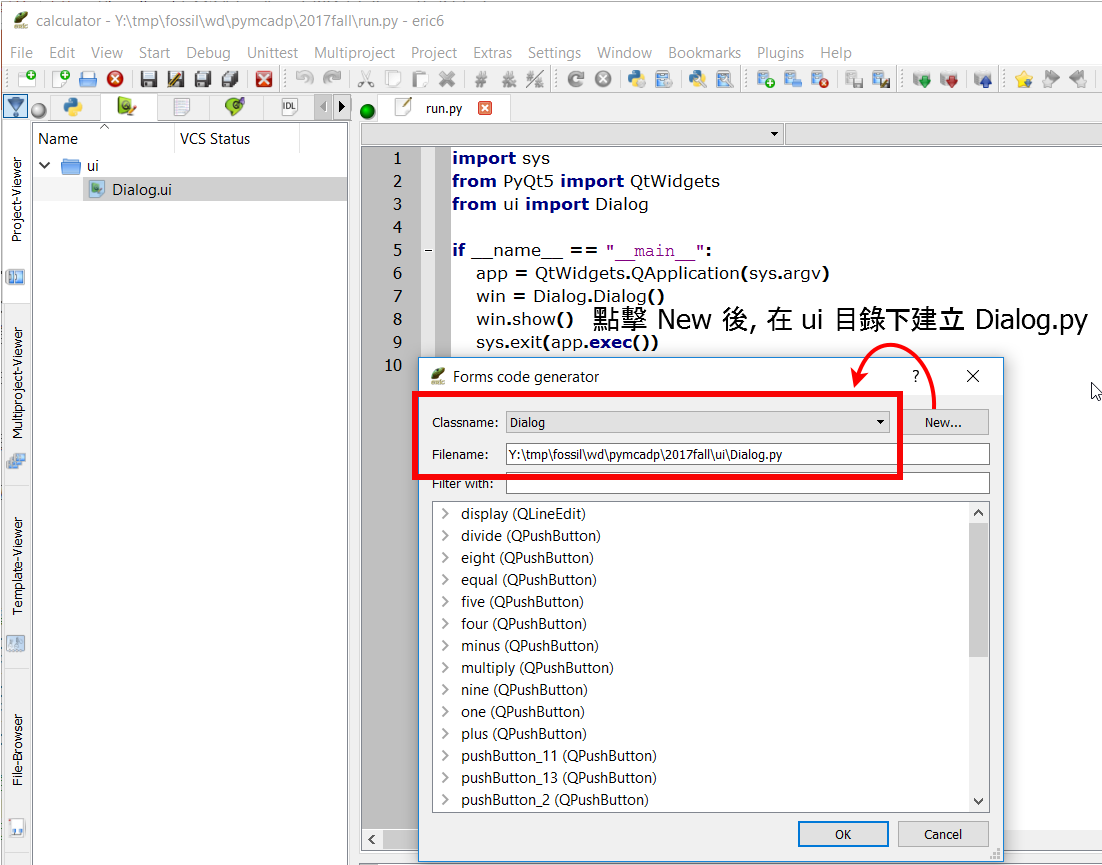 calculator - Y:\tmp\fossil\wd\pymcadp\2017fall\run.py - eric6
File Edit View Start Debug Unittest Multiproject Project Extras Settings Window Bookmarks Plugins Help
IDL
run.py
Name VCS Status
ui
Dialog.ui
Project-Viewer
Multiproject-Viewer
Template-Viewer
File-Browser
1 import sys
2 from PyQt5 import QtWidgets
3 from ui import Dialog
4
5 if __name__ == "__main__":
6 app = QtWidgets.QApplication(sys.argv)
7 win = Dialog.Dialog()
8 win.show()
9 sys.exit(app.exec())
10
點擊 New 後, 在 ui 目錄下建立 Dialog.py
Forms code generator
?
Classname: Dialog New...
Filename: Y:\tmp\fossil\wd\pymcadp\2017fall\ui\Dialog.py
Filter with:
display (QLineEdit)
divide (QPushButton)
eight (QPushButton)
equal (QPushButton)
five (QPushButton)
four (QPushButton)
minus (QPushButton)
multiply (QPushButton)
nine (QPushButton)
one (QPushButton)
plus (QPushButton)
pushButton_11 (QPushButton)
pushButton_13 (QPushButton)
pushButton_2 (QPushButton)
OK Cancel